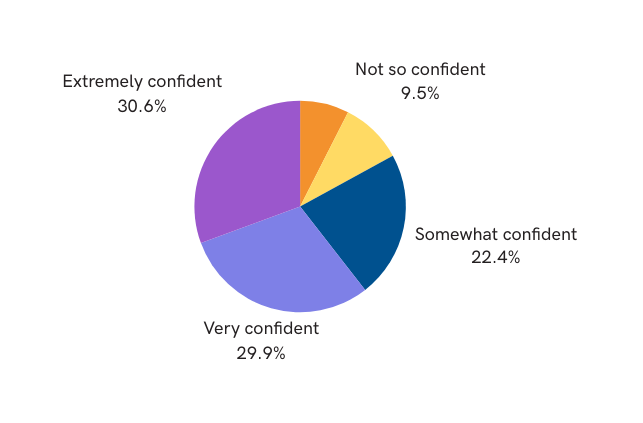 Extremely confident
30.6%
Not so confident
9.5%
Somewhat confident
22.4%
Very confident
29.9%